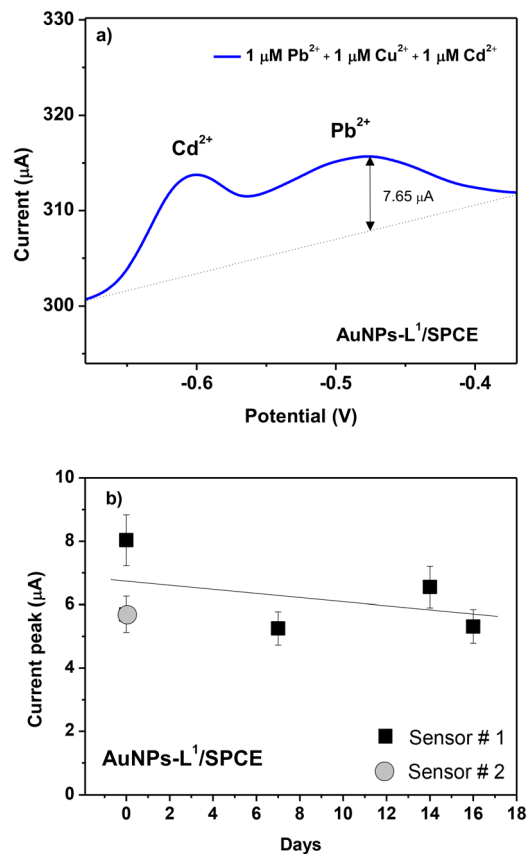 a)
1 μM Pb²⁺ + 1 μM Cu²⁺ + 1 μM Cd²⁺
330
320
310
300
Current (μA)
Cd²⁺
Pb²⁺
7.65 μA
AuNPs-L¹/SPCE
-0.6
-0.5
-0.4
Potential (V)
b)
10
8
6
4
2
0
Current peak (μA)
Sensor # 1
Sensor # 2
AuNPs-L¹/SPCE
0 2 4 6 8 10 12 14 16 18
Days